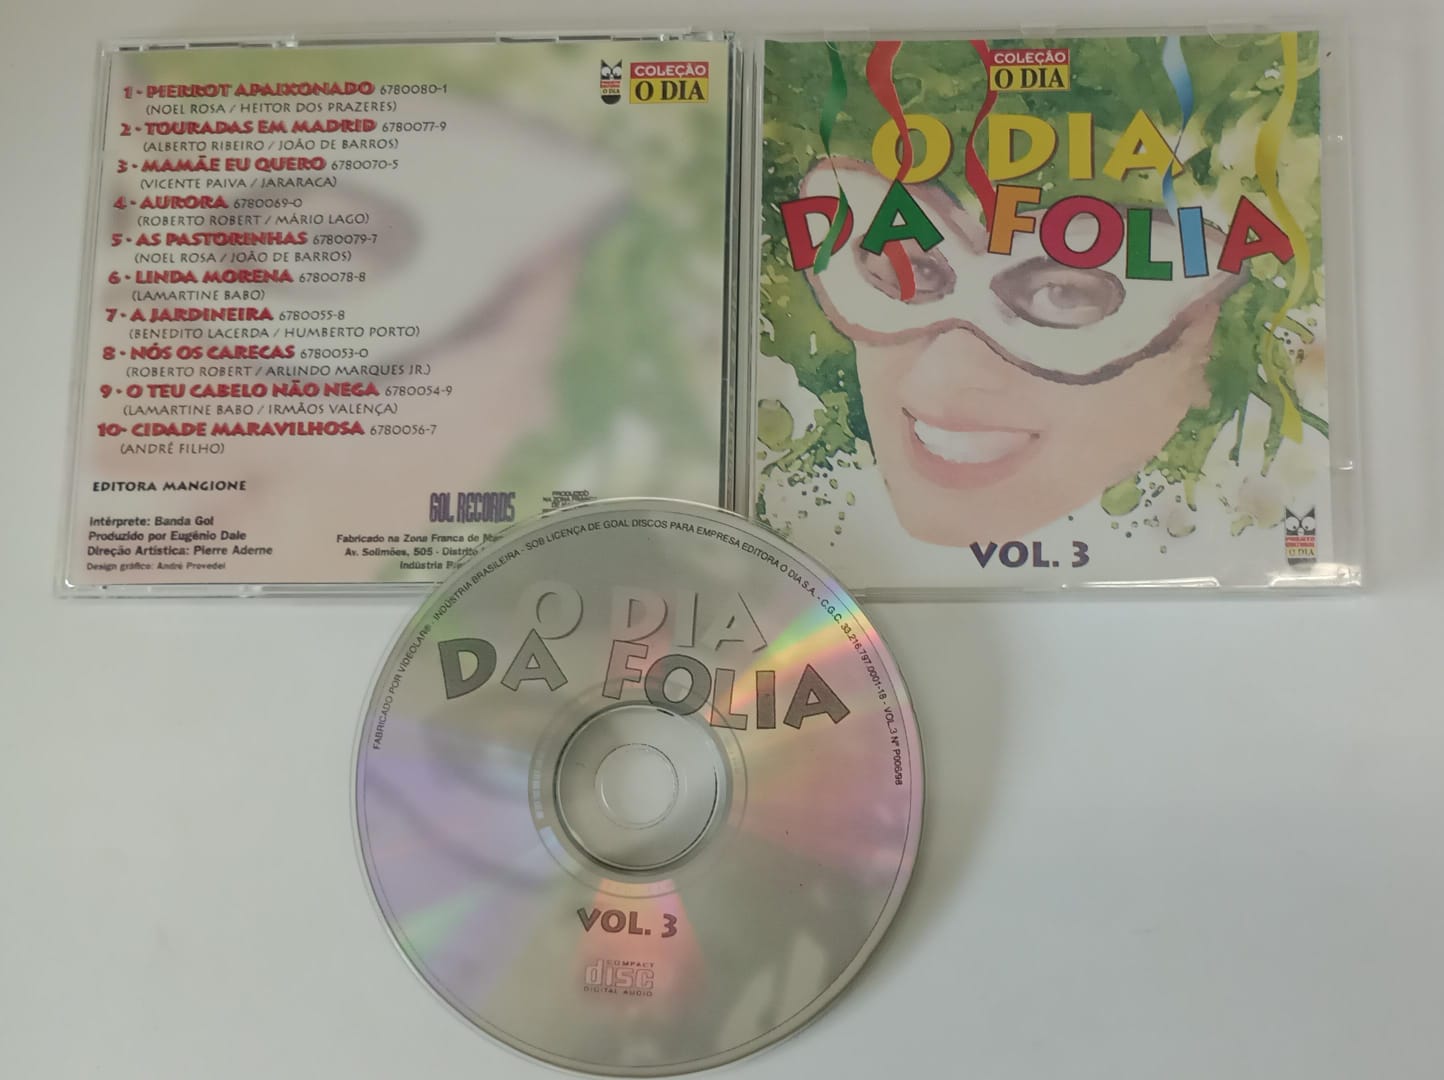 1 - PIERROT APAIXONADO 6780080-1
(NOEL ROSA / HEITOR DOS PRAZERES)
2 - TOURADAS EM MADRID 6780077-9
(ALBERTO RIBEIRO / JOÃO DE BARROS)
3 - MAMÃE EU QUERO 6780070-5
(VICENTE PAIVA / JARARACA)
4 - AURORA 6780069-0
(ROBERTO ROBERT / MÁRIO LAGO)
5 - AS PASTORINHAS 6780079-7
(NOEL ROSA / JOÃO DE BARROS)
6 - LINDA MORENA 6780078-8
(LAMARTINE BABO)
7 - A JARDINEIRA 6780055-8
(BENEDITO LACERDA / HUMBERTO PORTO)
8 - NÓS OS CARECAS 6780053-0
(ROBERTO ROBERT / ARLINDO MARQUES JR.)
9 - O TEU CABELO NÃO NEGA 6780054-9
(LAMARTINE BABO / IRMÃOS VALENÇA)
10- CIDADE MARAVILHOSA 6780056-7
(ANDRÉ FILHO)
EDITORA MANGIONE
Intérprete: Banda Gol
Produzido por Eugênio Dale
Direção Artística: Pierre Aderne
Design gráfico: André Provedel
GOL RECORDS
PRODUZIDO
NA ZONA FRANCA
Fabricado na Zona Franca de
Av. Solimões, 505 - Distrito
Indústria
COLEÇÃO
O DIA
COLEÇÃO
O DIA
O DIA
DA FOLIA
VOL. 3
PROJETO
O DIA
FABRICADO POR VIDEOLAR® - INDÚSTRIA BRASILEIRA - SOB LICENÇA DE GOAL DISCOS PARA EMPRESA EDITORA O DIA S.A. - C.G.C. 33.216.797.0001-18 - VOL.3 Nº P006/98
O DIA
DA FOLIA
VOL. 3
COMPACT
disc
DIGITAL AUDIO